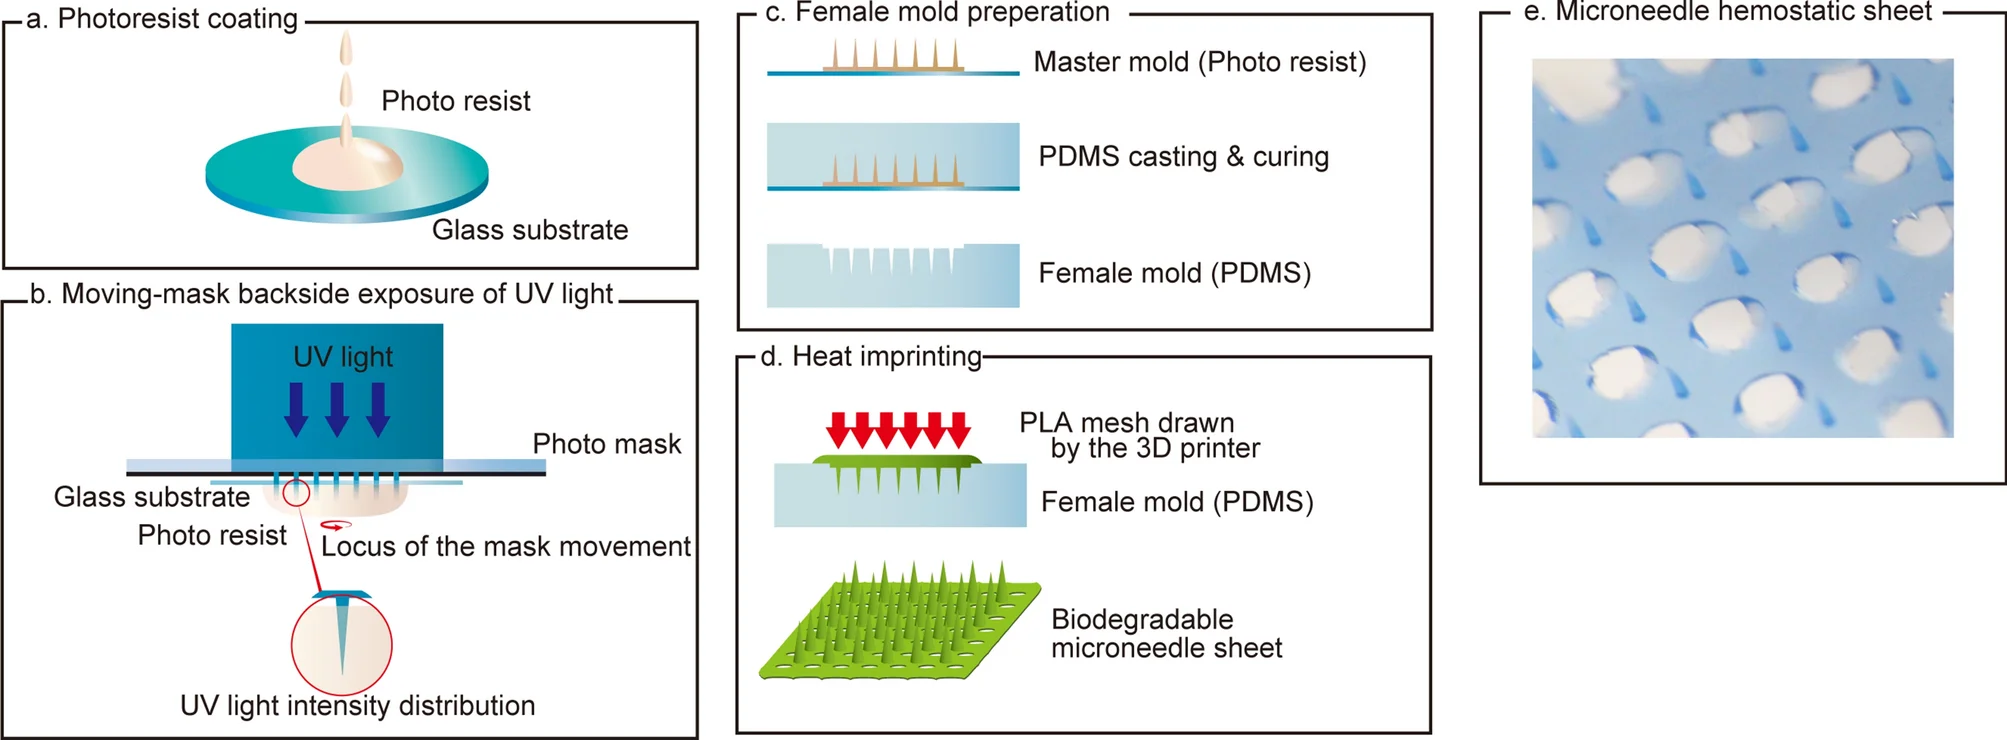 a. Photoresist coating
Photo resist
Glass substrate
b. Moving-mask backside exposure of UV light
UV light
Photo mask
Glass substrate
Photo resist
Locus of the mask movement
UV light intensity distribution
c. Female mold preperation
Master mold (Photo resist)
PDMS casting & curing
Female mold (PDMS)
d. Heat imprinting
PLA mesh drawn
by the 3D printer
Female mold (PDMS)
Biodegradable
microneedle sheet
e. Microneedle hemostatic sheet